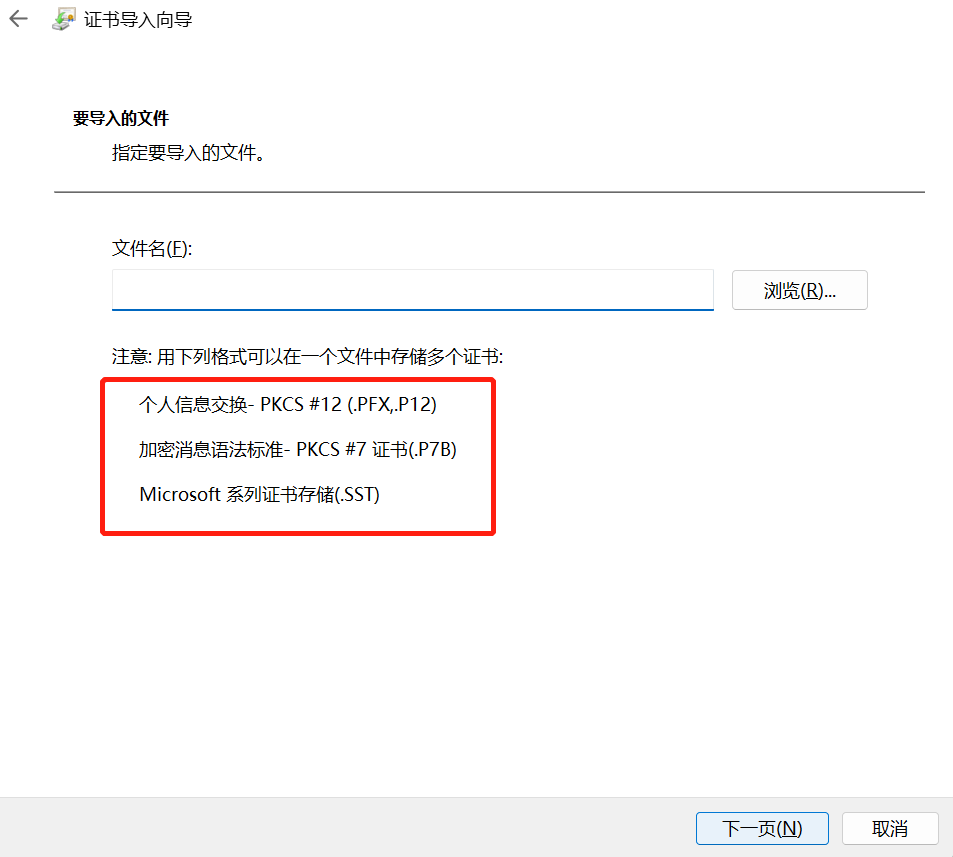 证书导入向导
要导入的文件
指定要导入的文件。
文件名(F):
浏览(R)...
注意: 用下列格式可以在一个文件中存储多个证书:
个人信息交换- PKCS #12 (.PFX,.P12)
加密消息语法标准- PKCS #7 证书(.P7B)
Microsoft 系列证书存储(.SST)
下一页(N)
取消